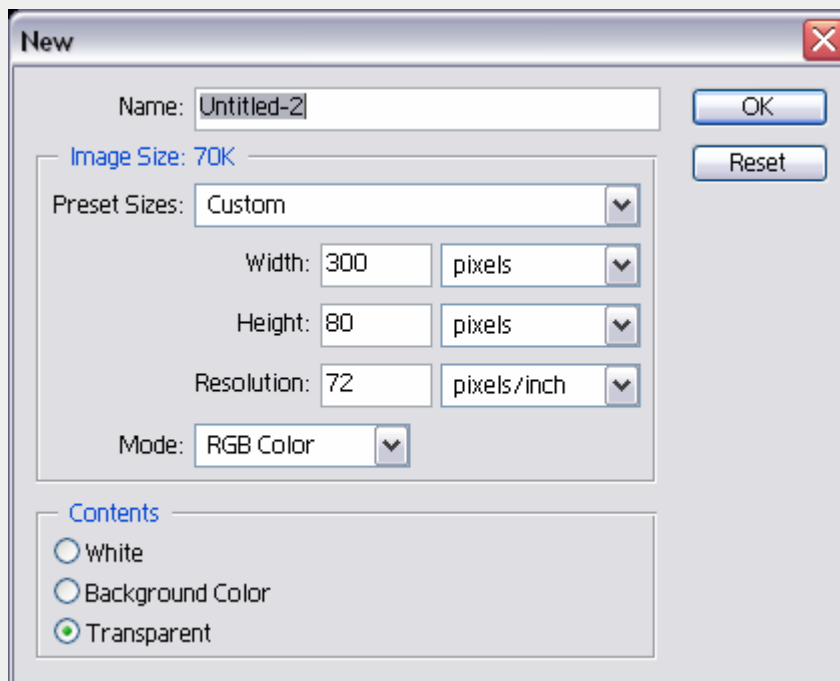 New
Name: Untitled-2 OK
Image Size: 70K Reset
Preset Sizes: Custom
Width: 300 pixels
Height: 80 pixels
Resolution: 72 pixels/inch
Mode: RGB Color
Contents
White
Background Color
Transparent